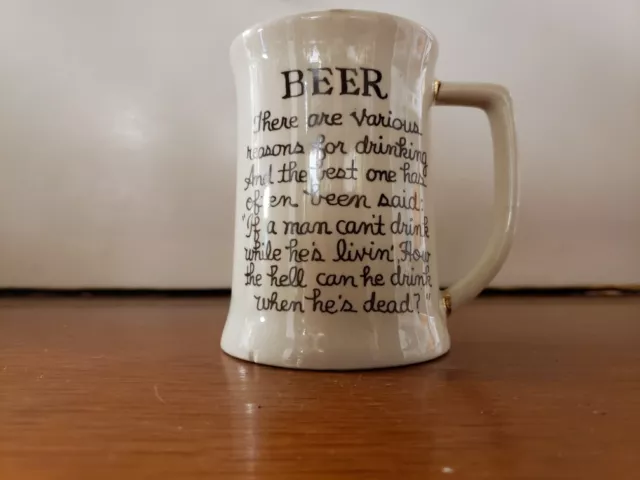 BEER
There are various
reasons for drinking
And the best one has
often been said:
"If a man can't drink
while he's livin', How
the hell can he drink
when he's dead?"